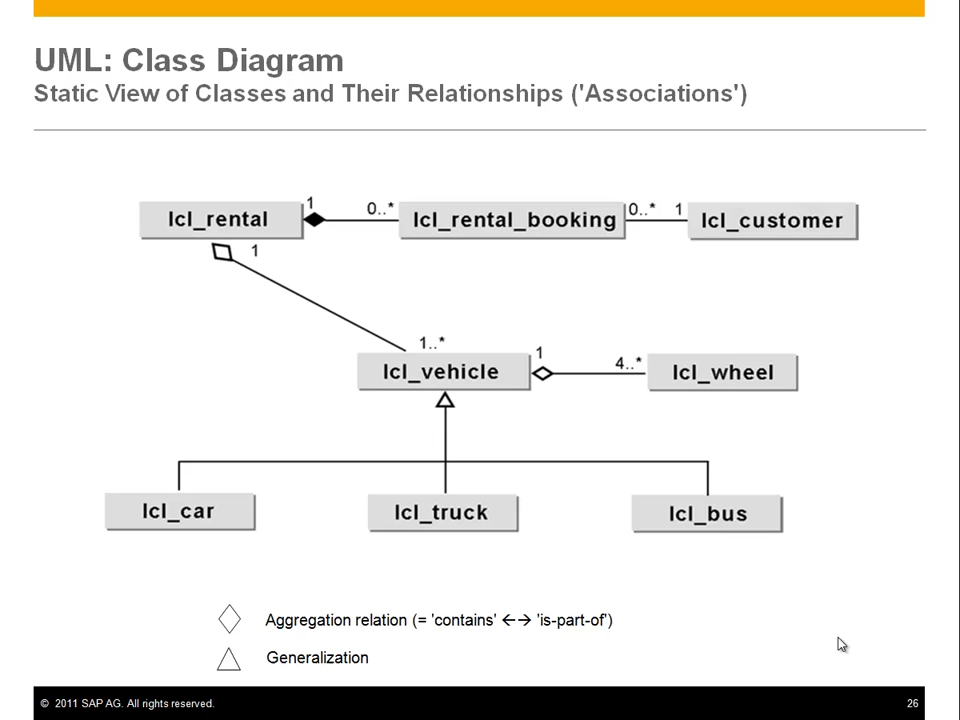 UML: Class Diagram
Static View of Classes and Their Relationships ('Associations')
lcl_rental 1 0..* lcl_rental_booking 0..* 1 lcl_customer
1
1..*
lcl_vehicle 1 4..* lcl_wheel
lcl_car lcl_truck lcl_bus
Aggregation relation (= 'contains' ←→ 'is-part-of')
Generalization
© 2011 SAP AG. All rights reserved. 26